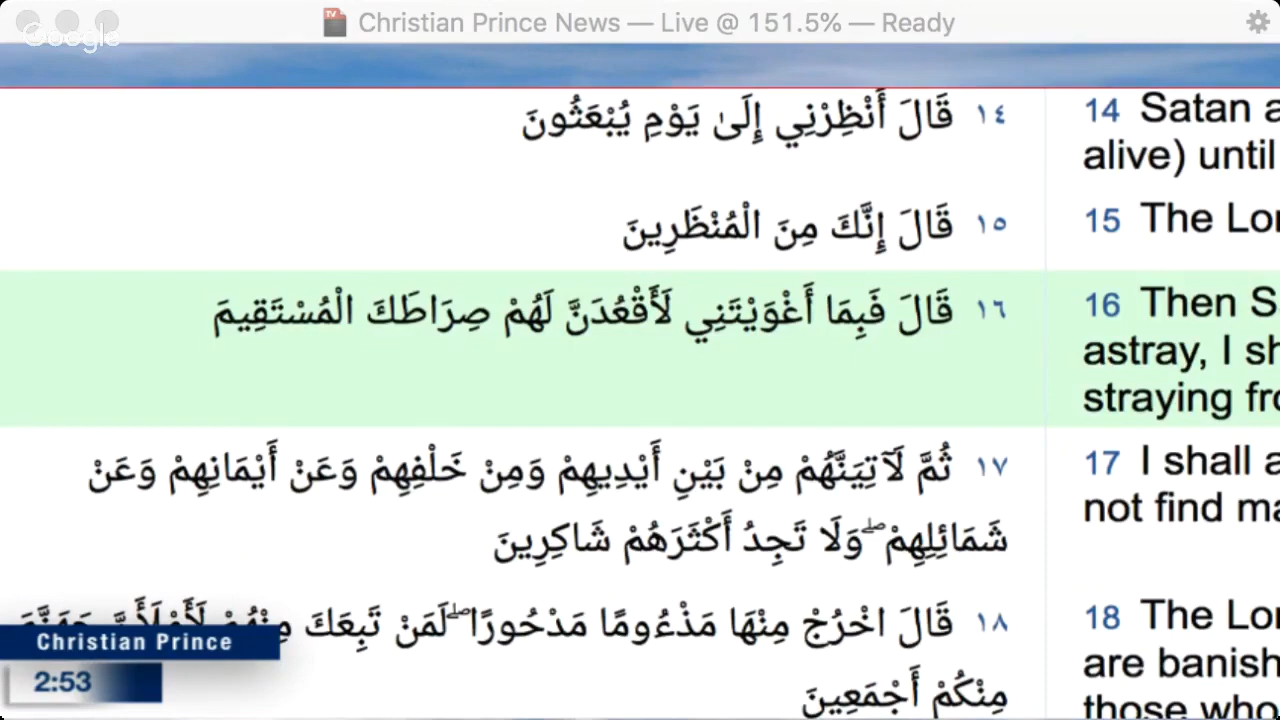 Christian Prince News — Live @ 151.5% — Ready
Google
١٤ قَالَ أَنْظِرْنِي إِلَىٰ يَوْمِ يُبْعَثُونَ
14 Satan a
alive) until
١٥ قَالَ إِنَّكَ مِنَ الْمُنْظَرِينَ
15 The Lor
١٦ قَالَ فَبِمَا أَغْوَيْتَنِي لَأَقْعُدَنَّ لَهُمْ صِرَاطَكَ الْمُسْتَقِيمَ
16 Then S
astray, I sh
straying fro
١٧ ثُمَّ لَآتِيَنَّهُمْ مِنْ بَيْنِ أَيْدِيهِمْ وَمِنْ خَلْفِهِمْ وَعَنْ أَيْمَانِهِمْ وَعَنْ
شَمَائِلِهِمْ ۖ وَلَا تَجِدُ أَكْثَرَهُمْ شَاكِرِينَ
17 I shall a
not find ma
١٨ قَالَ اخْرُجْ مِنْهَا مَذْءُومًا مَدْحُورًا ۖ لَمَنْ تَبِعَكَ مِنْهُمْ لَأَمْلَأَنَّ جَهَنَّمَ
مِنْكُمْ أَجْمَعِينَ
18 The Lor
are banish
those who
Christian Prince
2:53